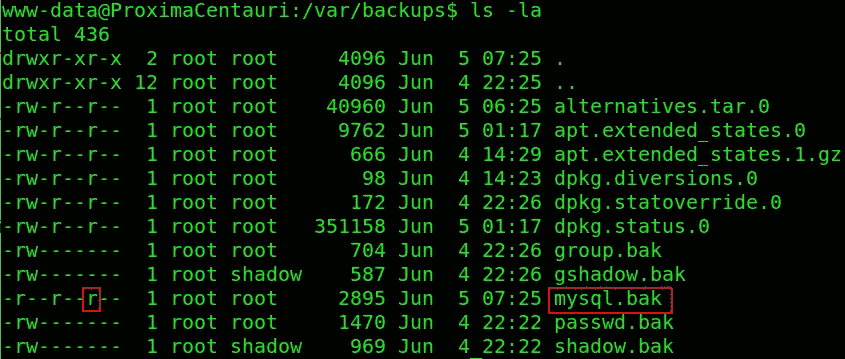 www-data@ProximaCentauri:/var/backups$ ls -la
total 436
drwxr-xr-x  2 root root     4096 Jun  5 07:25 .
drwxr-xr-x 12 root root     4096 Jun  4 22:25 ..
-rw-r--r--  1 root root    40960 Jun  5 06:25 alternatives.tar.0
-rw-r--r--  1 root root     9762 Jun  5 01:17 apt.extended_states.0
-rw-r--r--  1 root root      666 Jun  4 14:29 apt.extended_states.1.gz
-rw-r--r--  1 root root       98 Jun  4 14:23 dpkg.diversions.0
-rw-r--r--  1 root root      172 Jun  4 22:26 dpkg.statoverride.0
-rw-r--r--  1 root root   351158 Jun  5 01:17 dpkg.status.0
-rw-------  1 root root      704 Jun  4 22:26 group.bak
-rw-------  1 root shadow    587 Jun  4 22:26 gshadow.bak
-r--r--r--  1 root root     2895 Jun  5 07:25 mysql.bak
-rw-------  1 root root     1470 Jun  4 22:22 passwd.bak
-rw-------  1 root shadow    969 Jun  4 22:22 shadow.bak